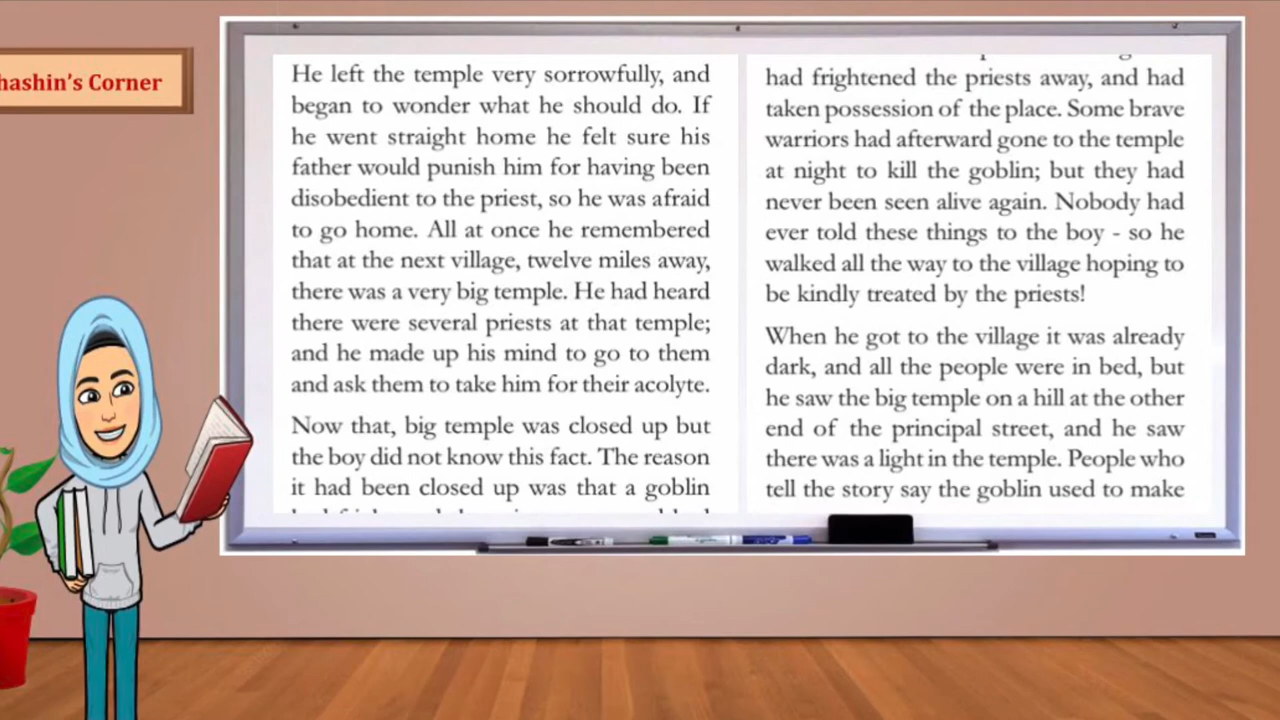 hashin's Corner
He left the temple very sorrowfully, and
began to wonder what he should do. If
he went straight home he felt sure his
father would punish him for having been
disobedient to the priest, so he was afraid
to go home. All at once he remembered
that at the next village, twelve miles away,
there was a very big temple. He had heard
there were several priests at that temple;
and he made up his mind to go to them
and ask them to take him for their acolyte.
Now that, big temple was closed up but
the boy did not know this fact. The reason
it had been closed up was that a goblin
had frightened the priests away, and had
taken possession of the place. Some brave
warriors had afterward gone to the temple
at night to kill the goblin; but they had
never been seen alive again. Nobody had
ever told these things to the boy - so he
walked all the way to the village hoping to
be kindly treated by the priests!
When he got to the village it was already
dark, and all the people were in bed, but
he saw the big temple on a hill at the other
end of the principal street, and he saw
there was a light in the temple. People who
tell the story say the goblin used to make